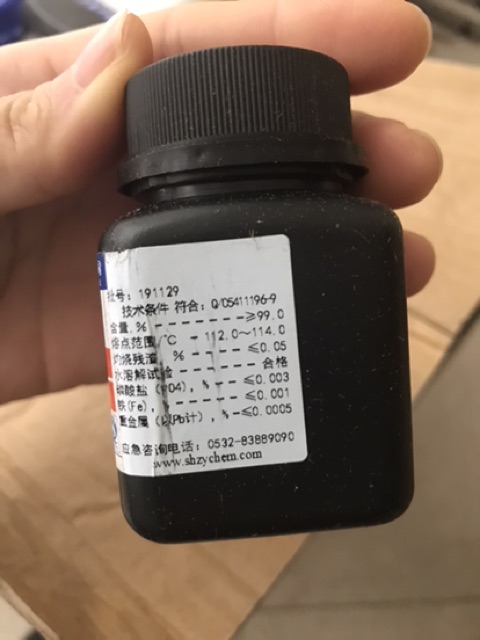 批号: 191129
技术条件 符合: Q/05411196-9
含量,% ---------- ≥99.0
熔点范围/℃ - 112.0~114.0
灼烧残渣, % ------ ≤0.05
水溶解试验 -------- 合格
磷酸盐 (PO4), % -- ≤0.003
铁(Fe), % ------ ≤0.001
重金属 (以Pb计), %-- ≤0.0005
应急咨询电话: 0532-83889090
www.shzychem.com